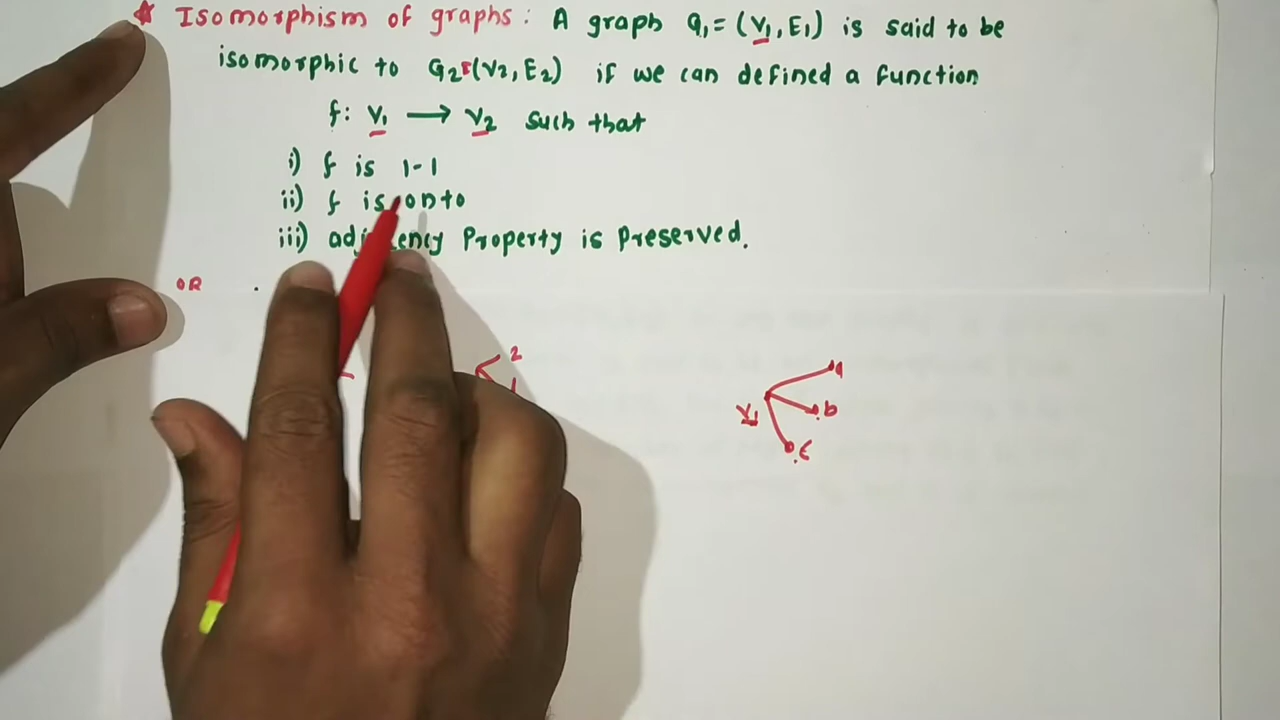 * Isomorphism of graphs : A graph G1 = (V1, E1) is said to be
isomorphic to G2 = (V2, E2) if we can defined a function
f: V1 → V2 such that
i) f is 1-1
ii) f is onto
iii) Property is Preserved.
OR
2
a
V1
b
c